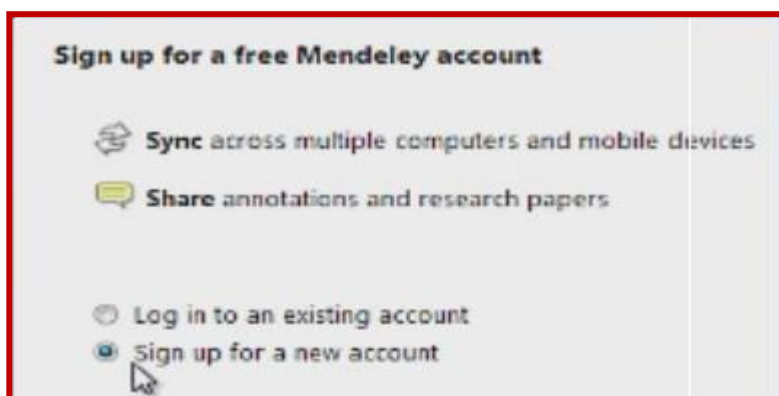 Sign up for a free Mendeley account
Sync across multiple computers and mobile devices
Share annotations and research papers
Log in to an existing account
Sign up for a new account